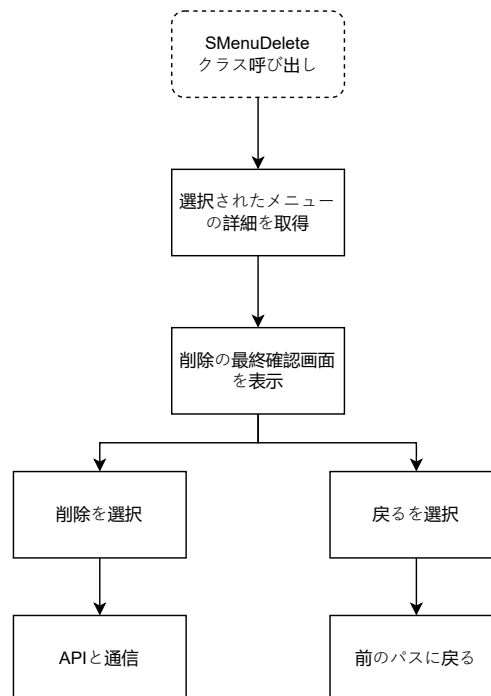 SMenuDelete
クラス呼び出し
選択されたメニュー
の詳細を取得
削除の最終確認画面
を表示
削除を選択
戻るを選択
APIと通信
前のパスに戻る